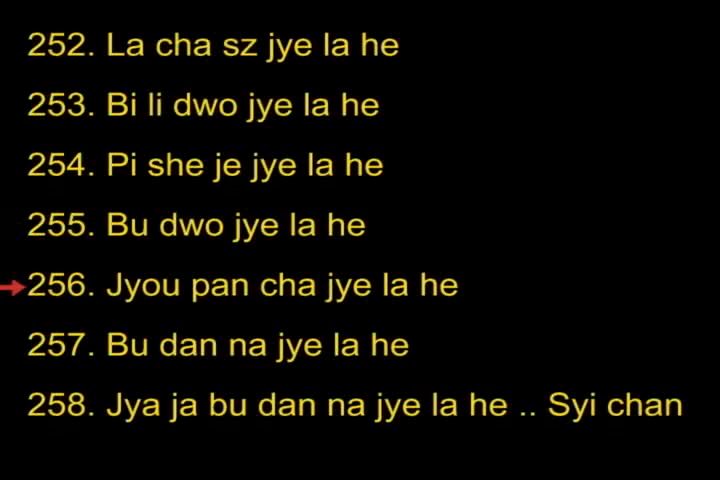 252. La cha sz jye la he
253. Bi li dwo jye la he
254. Pi she je jye la he
255. Bu dwo jye la he
256. Jyou pan cha jye la he
257. Bu dan na jye la he
258. Jya ja bu dan na jye la he .. Syi chan